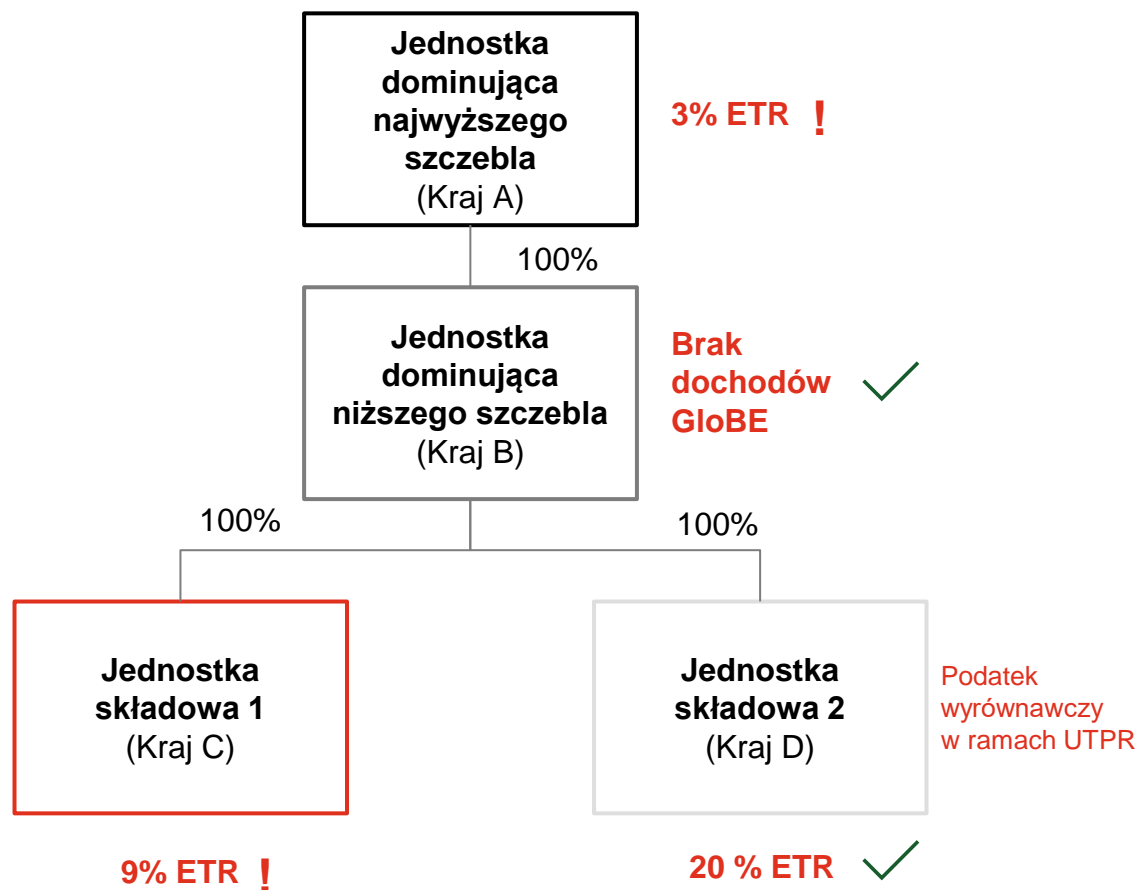 Jednostka
dominująca
najwyższego
szczebla
(Kraj A)
3% ETR !
100%
Jednostka
dominująca
niższego szczebla
(Kraj B)
Brak
dochodów
GloBE
100%
100%
Jednostka
składowa 1
(Kraj C)
Jednostka
składowa 2
(Kraj D)
Podatek
wyrównawczy
w ramach UTPR
9% ETR !
20 % ETR